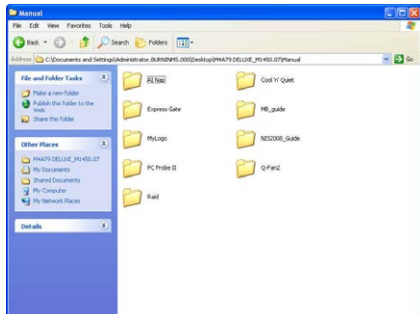 Manual
File Edit View Favorites Tools Help
Back Search Folders
Address C:\Documents and Settings\Administrator.BURNINMS.000\Desktop\M4A79 DELUXE_M1450.07\Manual Go
File and Folder Tasks
Make a new folder
Publish this folder to the Web
Share this folder
Other Places
M4A79 DELUXE_M1450.07
My Documents
Shared Documents
My Computer
My Network Places
Details
AI Nap Cool 'n' Quiet
Express Gate MB_guide
MyLogo NIS2008_Guide
PC Probe II Q-Fan2
Raid